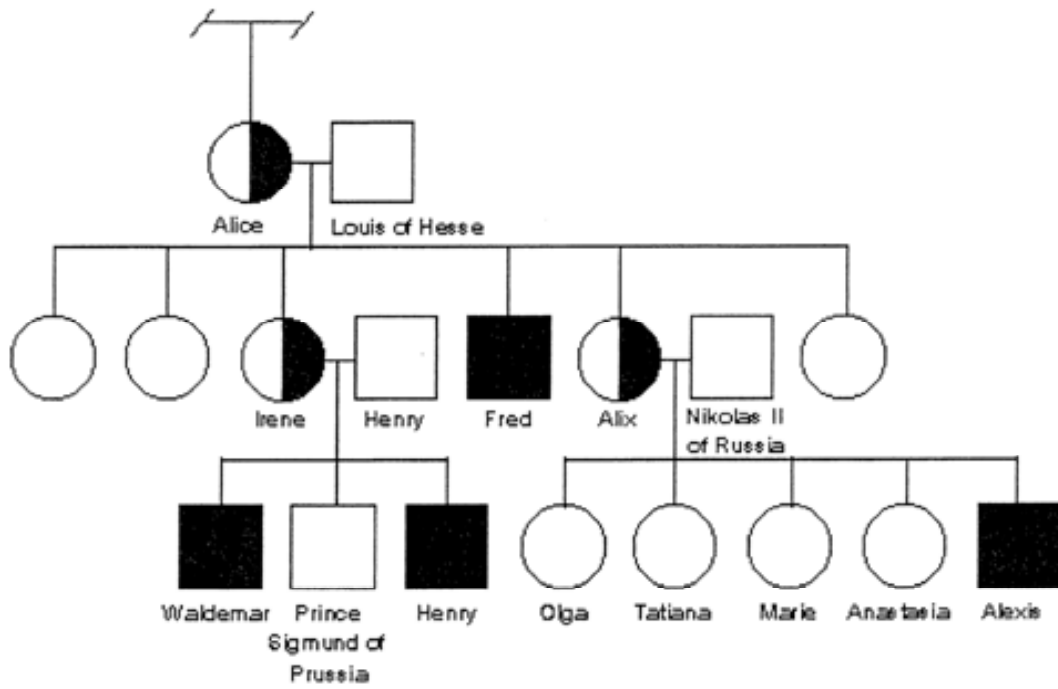 Alice
Louis of Hesse
Irene
Henry
Fred
Alix
Nikolas II
of Russia
Waldemar
Prince
Sigmund of
Prussia
Henry
Olga
Tatiana
Marie
Anastasia
Alexis